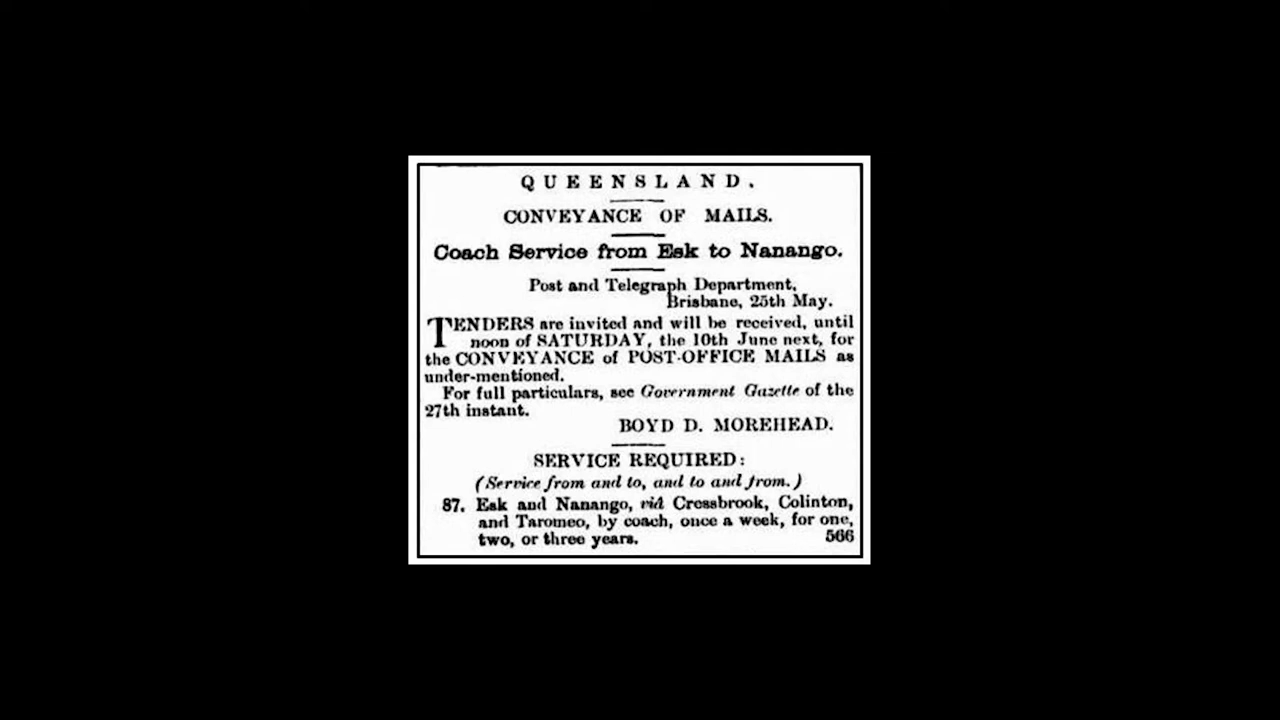 QUEENSLAND.
CONVEYANCE OF MAILS.
Coach Service from Esk to Nanango.
Post and Telegraph Department,
Brisbane, 25th May.
TENDERS are invited and will be received, until
noon of SATURDAY, the 10th June next, for
the CONVEYANCE of POST-OFFICE MAILS as
under-mentioned.
For full particulars, see Government Gazette of the
27th instant.
BOYD D. MOREHEAD.
SERVICE REQUIRED:
(Service from and to, and to and from.)
87. Esk and Nanango, viâ Cressbrook, Colinton,
and Taromeo, by coach, once a week, for one,
two, or three years. 566